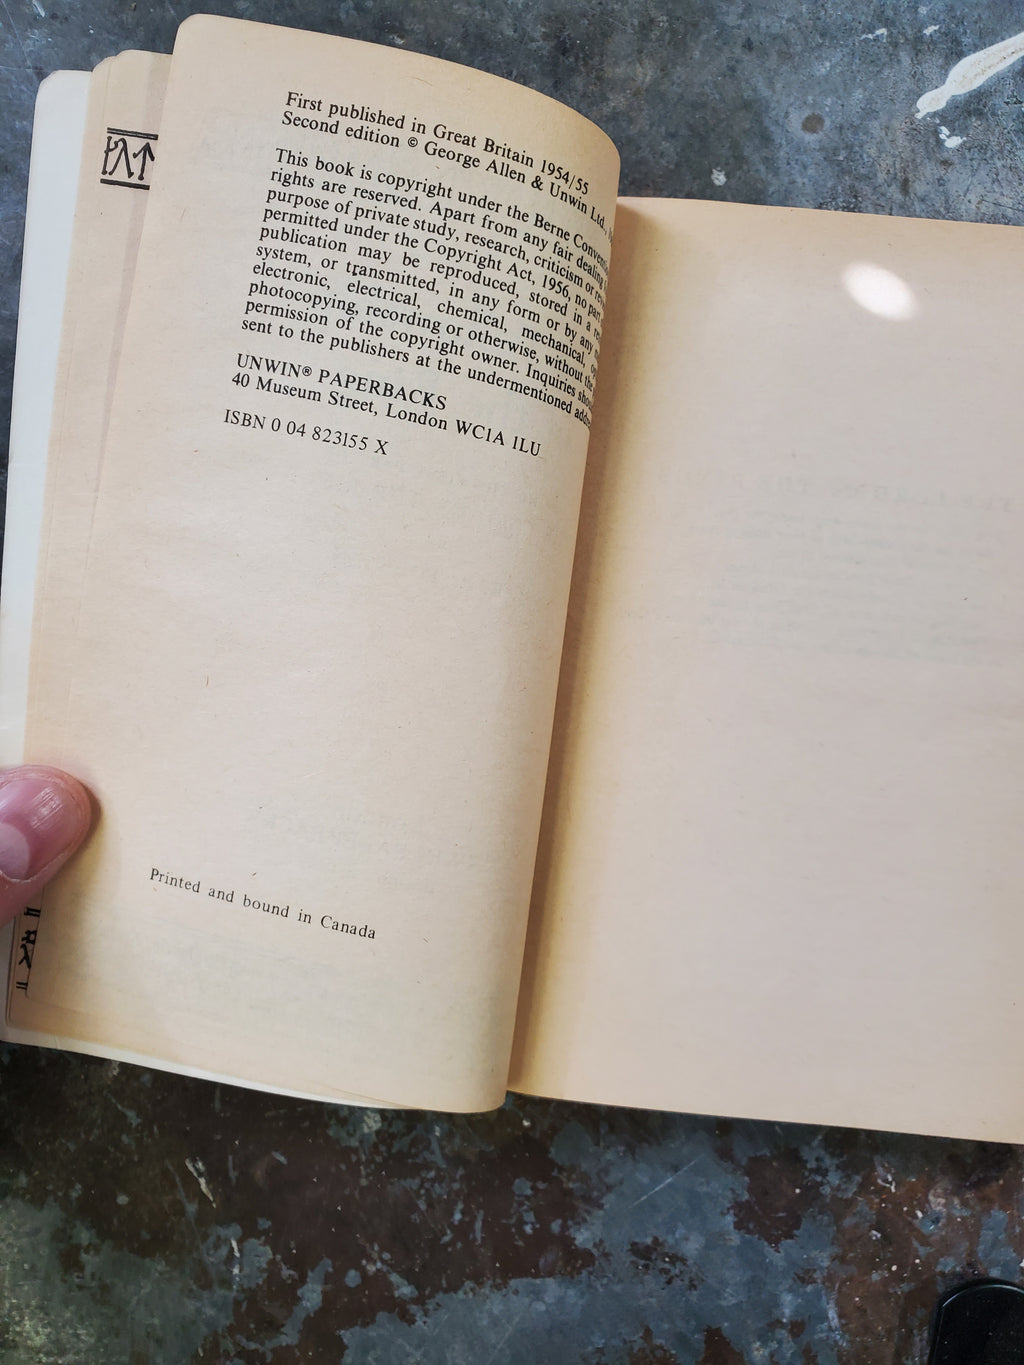 First published in Great Britain 1954/55
Second edition © George Allen & Unwin Ltd.,
This book is copyright under the Berne
rights are reserved. Apart from any fair dealing
purpose of private study, research, criticism or
permitted under the Copyright Act, 1956, no part
publication may be reproduced, stored in a
system, or transmitted, in any form or by any
electronic, electrical, chemical, mechanical,
photocopying, recording or otherwise, without the
permission of the copyright owner. Inquiries
sent to the publishers at the undermentioned
UNWIN® PAPERBACKS
40 Museum Street, London WC1A 1LU
ISBN 0 04 823155 X
Printed and bound in Canada